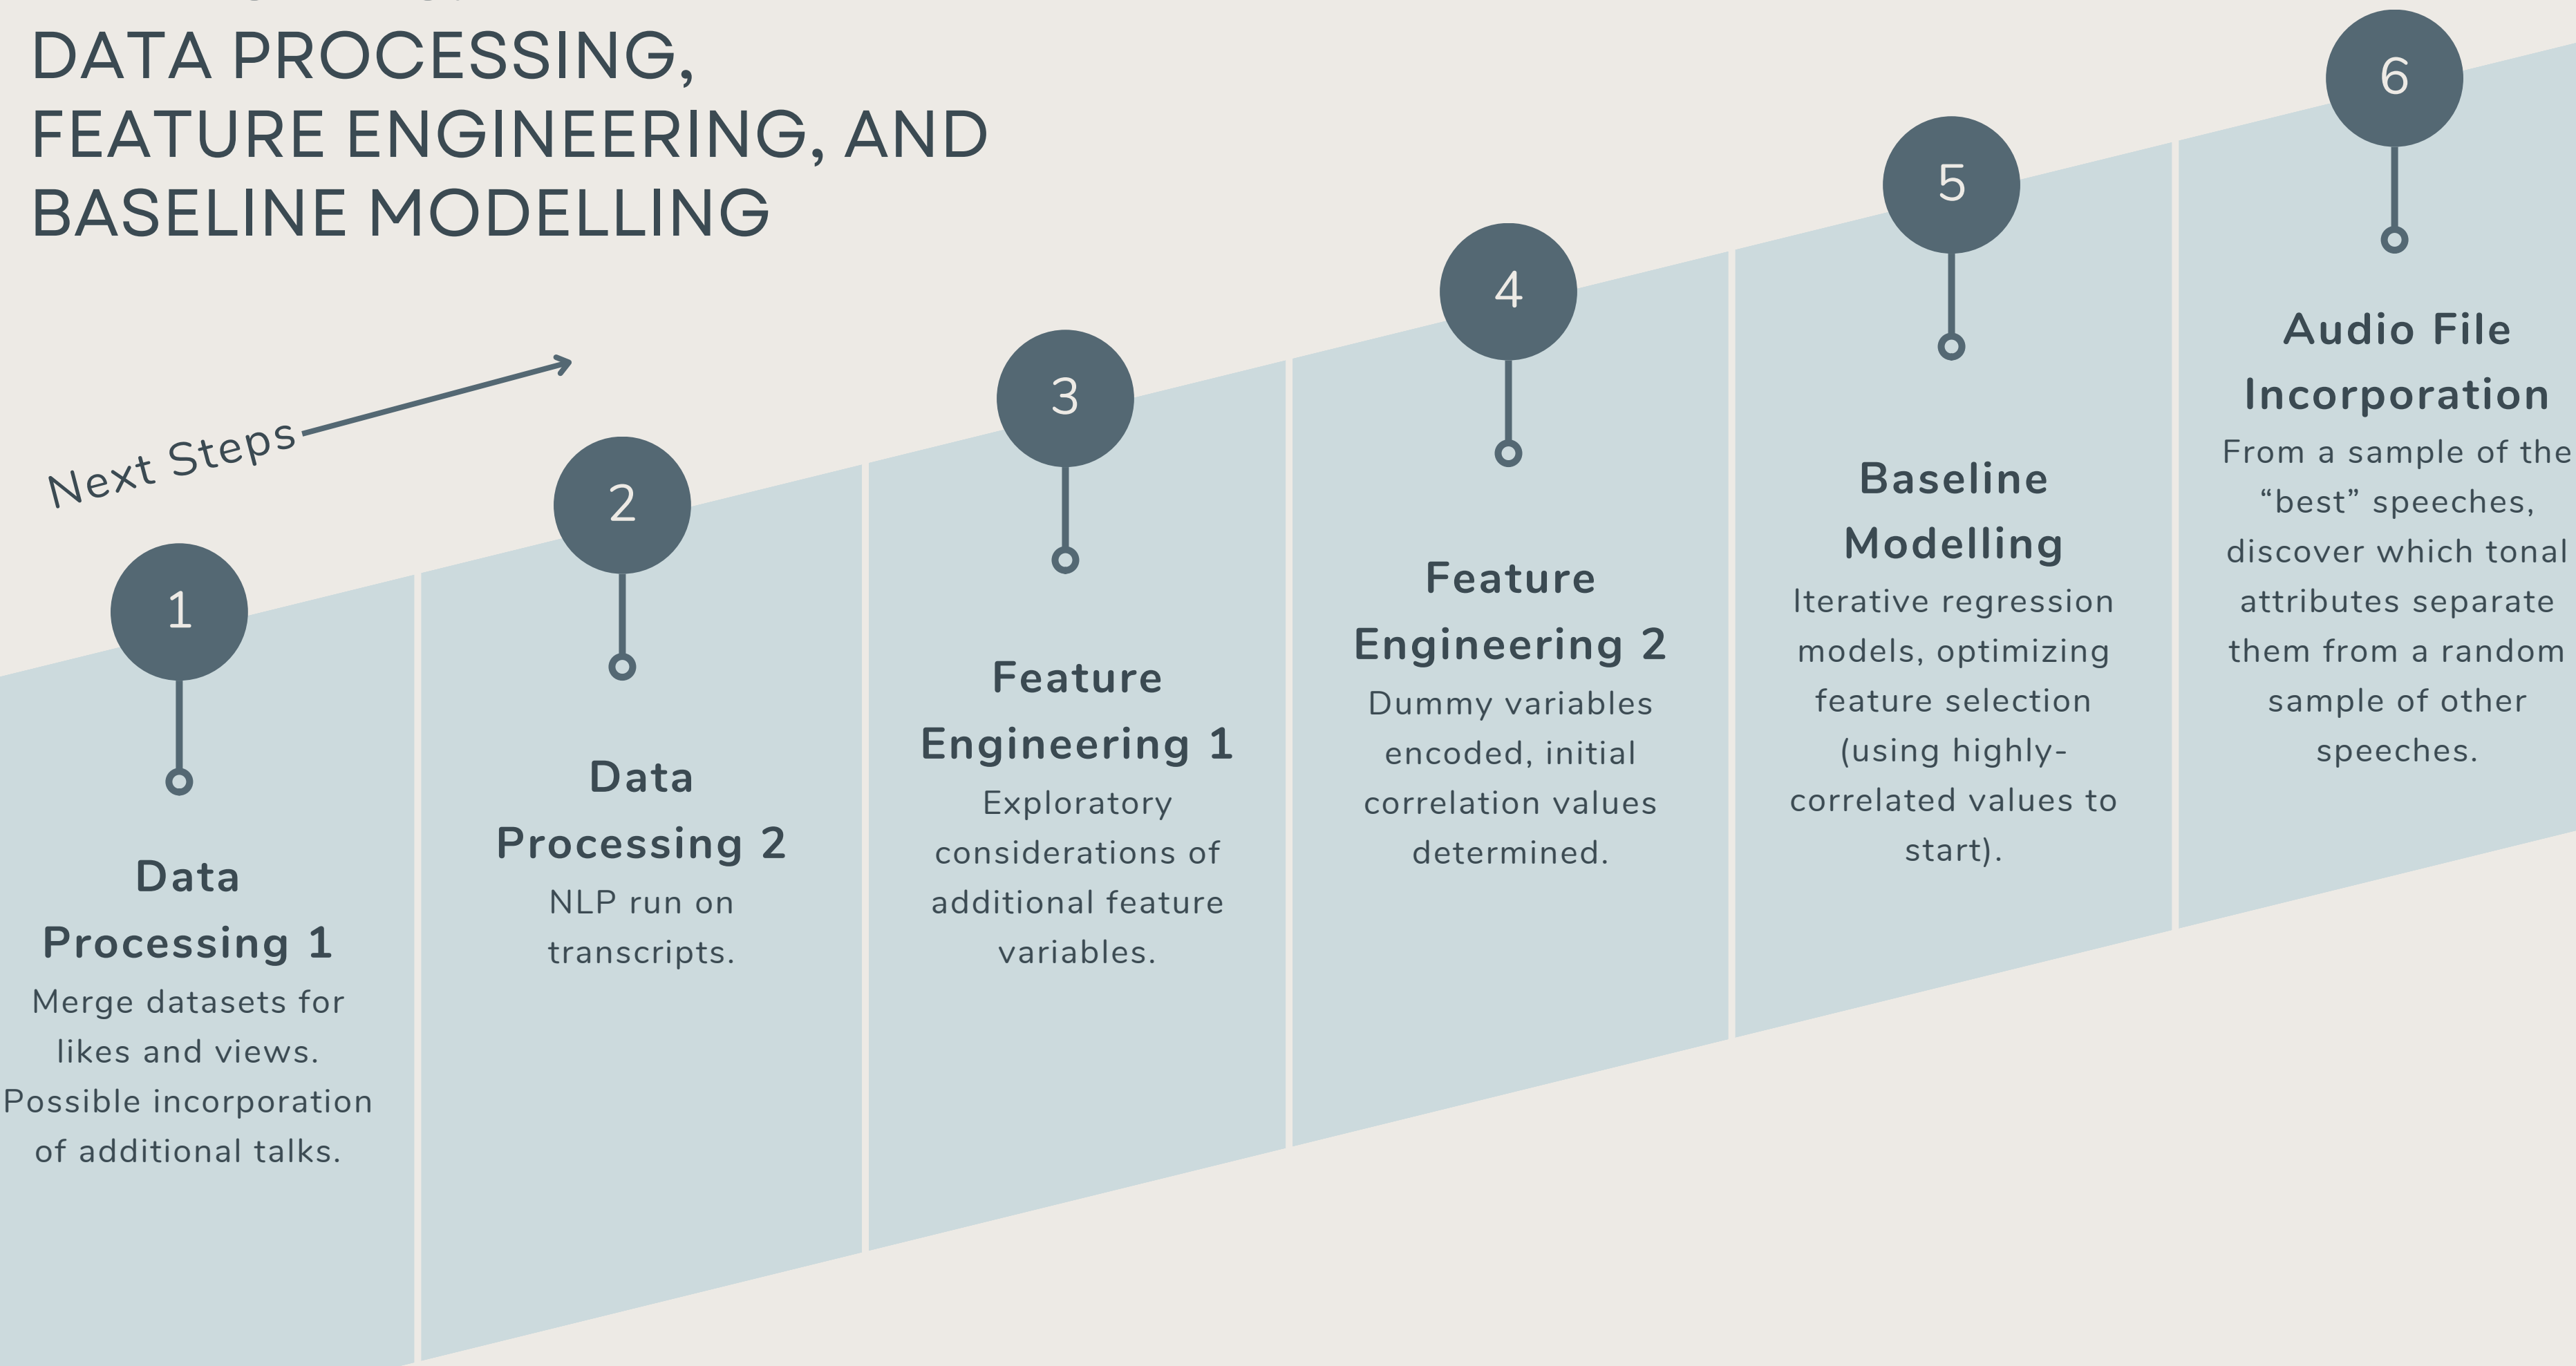 DATA PROCESSING,
FEATURE ENGINEERING, AND
BASELINE MODELLING
Next Steps
1
Data
Processing 1
Merge datasets for
likes and views.
Possible incorporation
of additional talks.
2
Data
Processing 2
NLP run on
transcripts.
3
Feature
Engineering 1
Exploratory
considerations of
additional feature
variables.
4
Feature
Engineering 2
Dummy variables
encoded, initial
correlation values
determined.
5
Baseline
Modelling
Iterative regression
models, optimizing
feature selection
(using highly-
correlated values to
start).
6
Audio File
Incorporation
From a sample of the
“best” speeches,
discover which tonal
attributes separate
them from a random
sample of other
speeches.